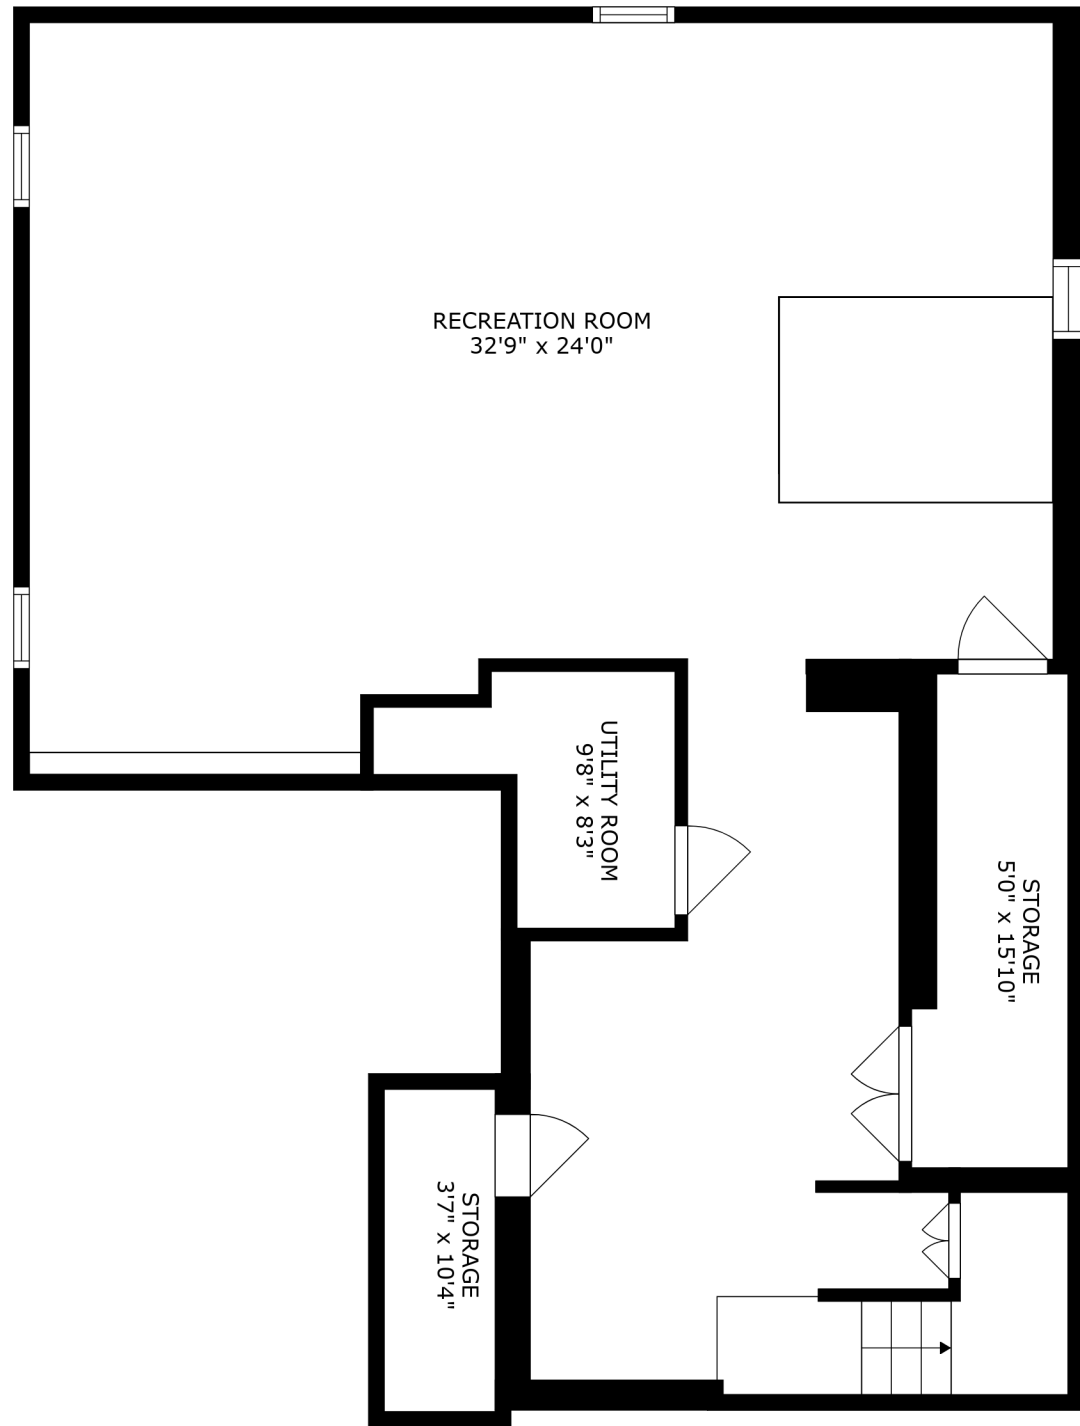 RECREATION ROOM
32'9" x 24'0"
UTILITY ROOM
9'8" x 8'3"
STORAGE
5'0" x 15'10"
STORAGE
3'7" x 10'4"